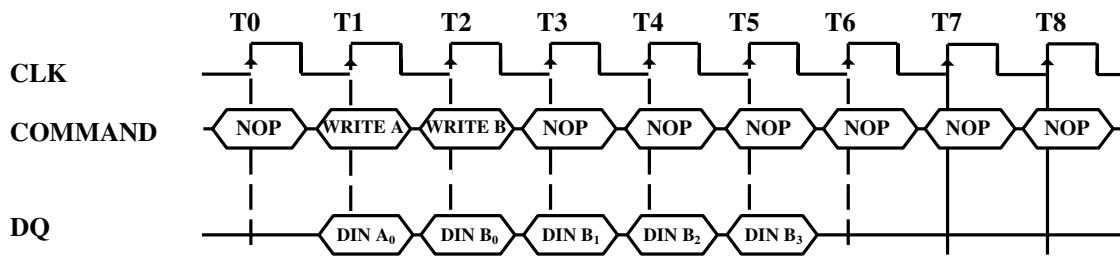 T0 T1 T2 T3 T4 T5 T6 T7 T8
CLK
COMMAND NOP WRITE A WRITE B NOP NOP NOP NOP NOP NOP
DQ DIN A₀ DIN B₀ DIN B₁ DIN B₂ DIN B₃